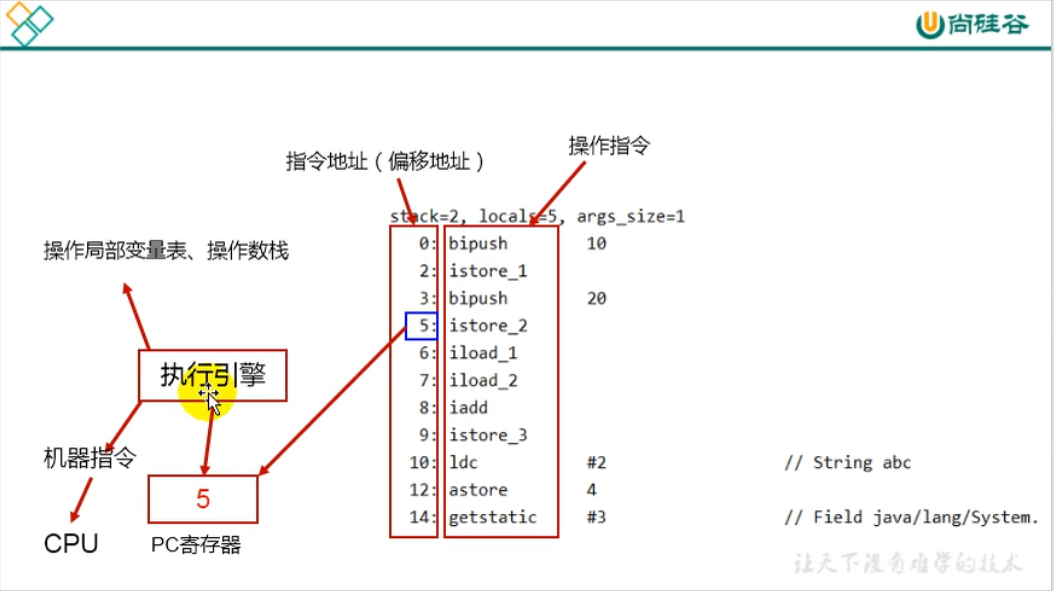 尚硅谷
操作指令
指令地址（偏移地址）
stack=2, locals=5, args_size=1
操作局部变量表、操作数栈
0: bipush 10
2: istore_1
3: bipush 20
5: istore_2
6: iload_1
7: iload_2
8: iadd
9: istore_3
10: ldc #2 // String abc
12: astore 4
14: getstatic #3 // Field java/lang/System.
执行引擎
机器指令
5
CPU
PC寄存器
让天下没有难学的技术